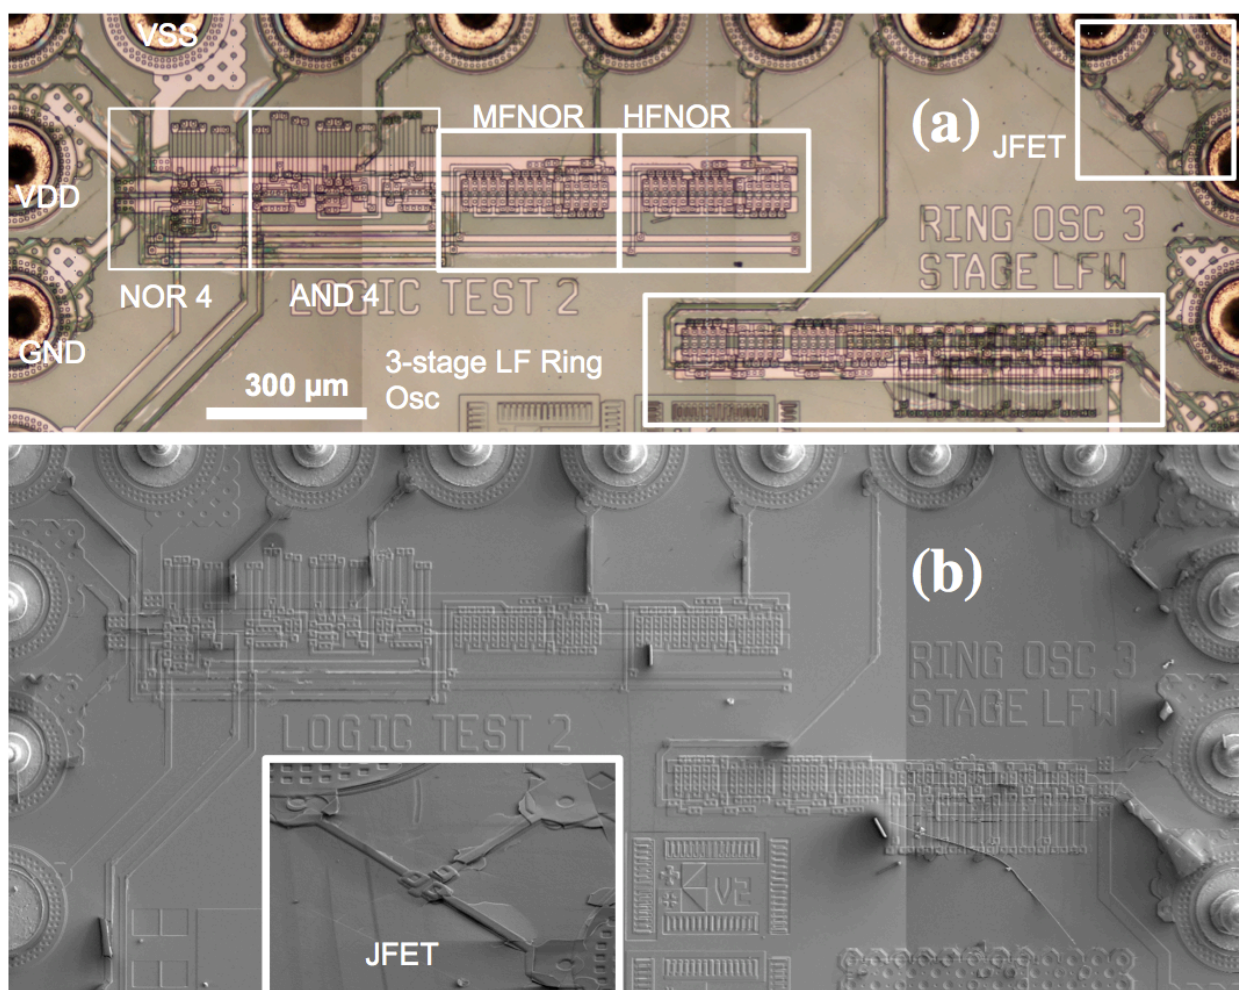 VSS
MFNOR HFNOR
(a)
JFET
VDD
RING OSC 3
STAGE LFW
NOR 4
AND 4
LOGIC TEST 2
GND
3-stage LF Ring
Osc
300 µm
(b)
RING OSC 3
STAGE LFW
LOGIC TEST 2
V2
JFET